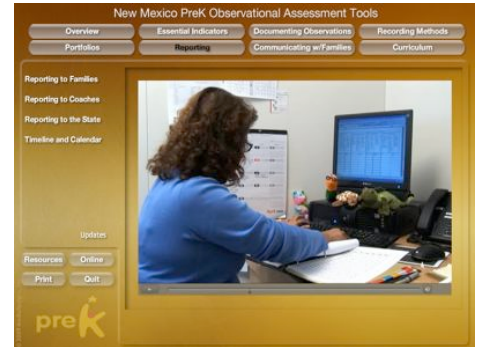 New Mexico PreK Observational Assessment Tools
Overview
Essential Indicators
Documenting Observations
Recording Methods
Portfolios
Reporting
Communicating w/Families
Curriculum
Reporting to Families
Reporting to Coaches
Reporting to the State
Timeline and Calendar
Updates
Resources
Online
Print
Quit
preK